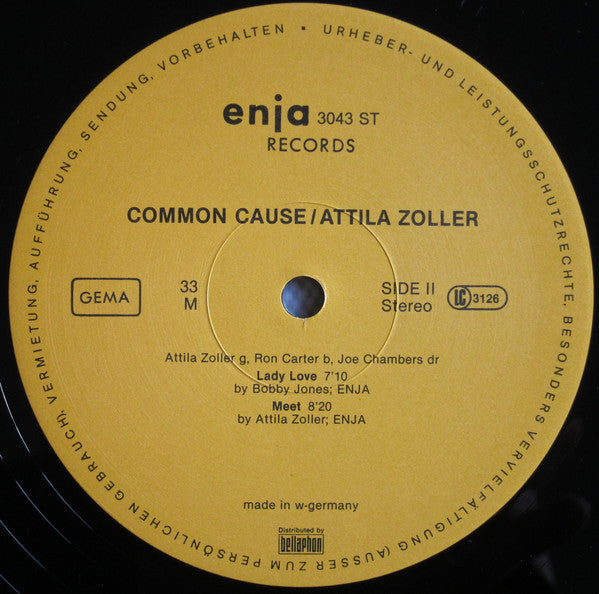 URHEBER- UND LEISTUNGSSCHUTZRECHTE, BESONDERS VERVIELFÄLTIGUNG (AUSSER ZUM PERSÖNLICHEN GEBRAUCH), VERMIETUNG, AUFFÜHRUNG, SENDUNG, VORBEHALTEN •
enja 3043 ST
RECORDS
COMMON CAUSE/ATTILA ZOLLER
GEMA
33
M
SIDE II
Stereo
LC 3126
Attila Zoller g, Ron Carter b, Joe Chambers dr
Lady Love 7'10
by Bobby Jones; ENJA
Meet 8'20
by Attila Zoller; ENJA
made in w-germany
Distributed by
bellaphon